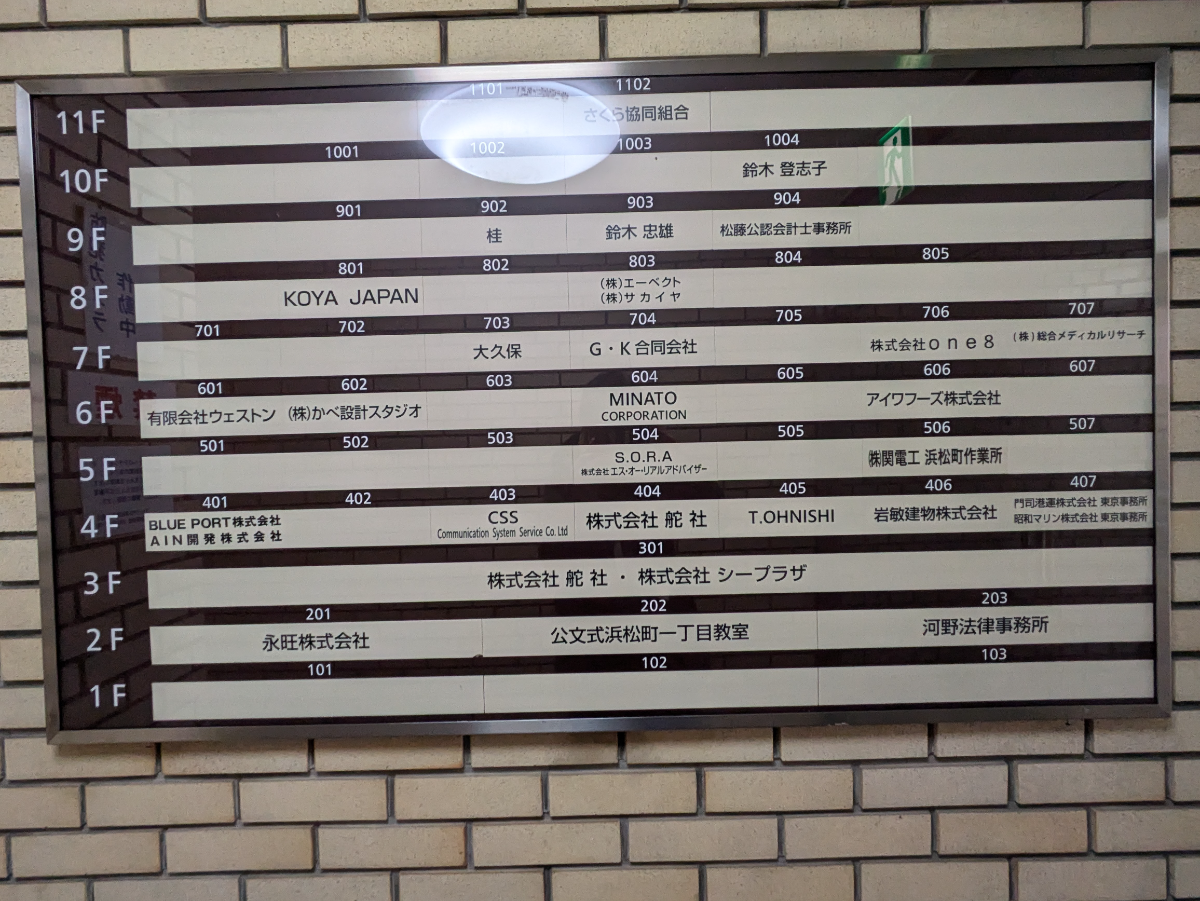 1101 1102
11F さくら協同組合
1001 1002 1003 1004
10F 鈴木 登志子
901 902 903 904
9F 桂 鈴木 忠雄 松藤公認会計士事務所
801 802 803 804 805
8F KOYA JAPAN (株)エーペクト
(株)サカイヤ
701 702 703 704 705 706 707
7F 大久保 G・K合同会社 株式会社one8 (株)総合メディカルリサーチ
601 602 603 604 605 606 607
6F 有限会社ウェストン (株)かべ設計スタジオ MINATO アイワフーズ株式会社
CORPORATION
501 502 503 504 505 506 507
5F S.O.R.A ㈱関電工 浜松町作業所
株式会社エス・オー・リアルアドバイザー
401 402 403 404 405 406 407
4F BLUE PORT株式会社 CSS 株式会社 舵 社 T.OHNISHI 岩敏建物株式会社 門司港運株式会社 東京事務所
AIN開発株式会社 Communication System Service Co. Ltd 昭和マリン株式会社 東京事務所
301
3F 株式会社 舵 社 ・ 株式会社 シープラザ
201 202 203
2F 永旺株式会社 公文式浜松町一丁目教室 河野法律事務所
101 102 103
1F
防犯カメラ
作動中